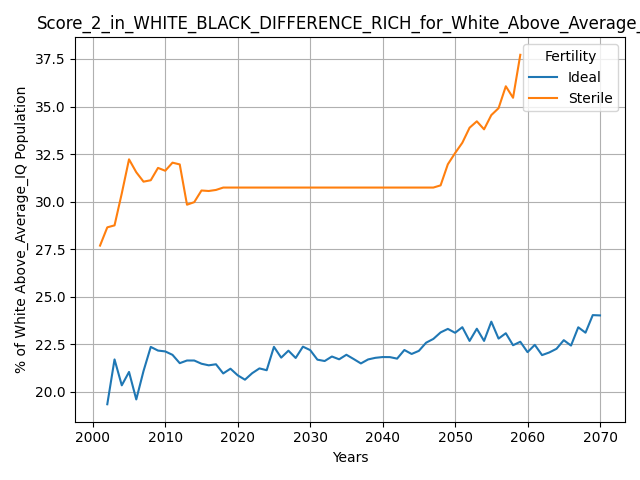 Score_2_in_WHITE_BLACK_DIFFERENCE_RICH_for_White_Above_Average_
Fertility
Ideal
Sterile
37.5
35.0
32.5
30.0
27.5
25.0
22.5
20.0
% of White Above_Average_IQ Population
2000 2010 2020 2030 2040 2050 2060 2070
Years